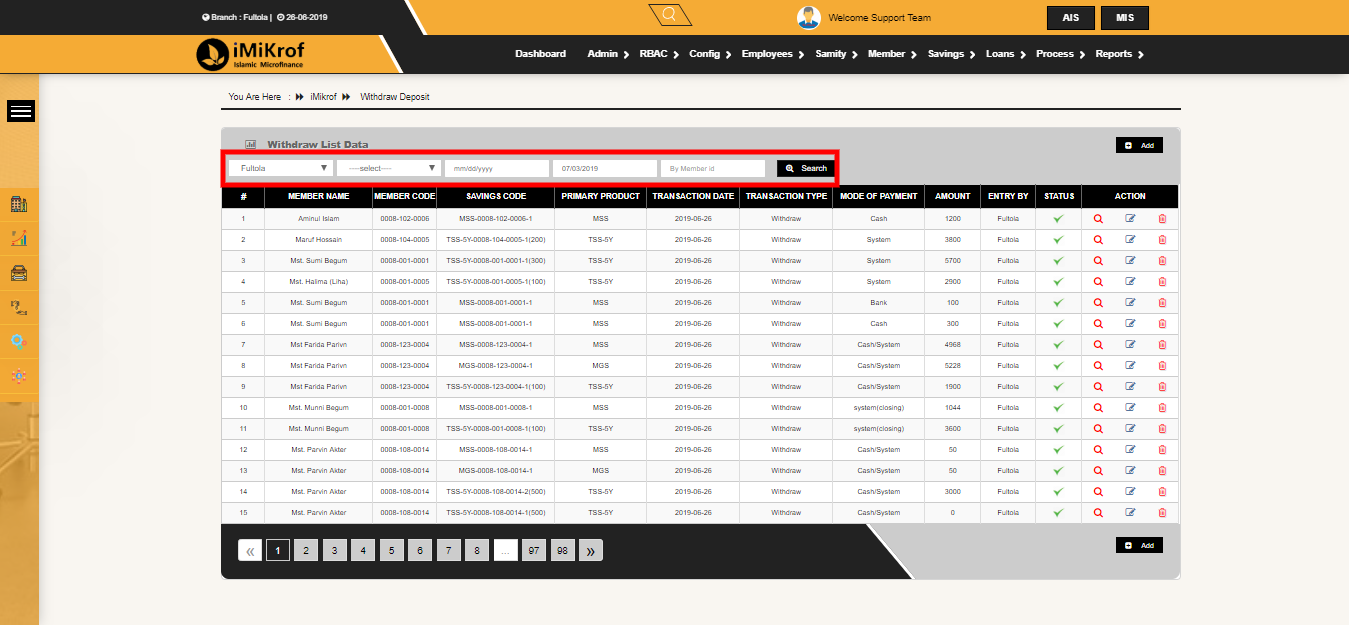 Branch : Fultola | 26-06-2019
Welcome Support Team
AIS MIS
iMiKrof
Islamic Microfinance
Dashboard Admin RBAC Config Employees Samity Member Savings Loans Process Reports
You Are Here : iMikrof Withdraw Deposit
Withdraw List Data
Add
Fultola ----select---- mm/dd/yyyy 07/03/2019 By Member id Search
# MEMBER NAME MEMBER CODE SAVINGS CODE PRIMARY PRODUCT TRANSACTION DATE TRANSACTION TYPE MODE OF PAYMENT AMOUNT ENTRY BY STATUS ACTION
1 Aminul Islam 0008-102-0006 MSS-0008-102-0006-1 MSS 2019-06-26 Withdraw Cash 1200 Fultola
2 Maruf Hossain 0008-104-0005 TSS-5Y-0008-104-0005-1(200) TSS-5Y 2019-06-26 Withdraw System 3800 Fultola
3 Mst. Sumi Begum 0008-001-0001 TSS-5Y-0008-001-0001-1(300) TSS-5Y 2019-06-26 Withdraw System 5700 Fultola
4 Mst. Halima (Liha) 0008-001-0005 TSS-5Y-0008-001-0005-1(100) TSS-5Y 2019-06-26 Withdraw System 2900 Fultola
5 Mst. Sumi Begum 0008-001-0001 MSS-0008-001-0001-1 MSS 2019-06-26 Withdraw Bank 100 Fultola
6 Mst. Sumi Begum 0008-001-0001 MSS-0008-001-0001-1 MSS 2019-06-26 Withdraw Cash 300 Fultola
7 Mst Farida Parivn 0008-123-0004 MSS-0008-123-0004-1 MSS 2019-06-26 Withdraw Cash/System 4968 Fultola
8 Mst Farida Parivn 0008-123-0004 MGS-0008-123-0004-1 MGS 2019-06-26 Withdraw Cash/System 5228 Fultola
9 Mst Farida Parivn 0008-123-0004 TSS-5Y-0008-123-0004-1(100) TSS-5Y 2019-06-26 Withdraw Cash/System 1900 Fultola
10 Mst. Munni Begum 0008-001-0008 MSS-0008-001-0008-1 MSS 2019-06-26 Withdraw system(closing) 1044 Fultola
11 Mst. Munni Begum 0008-001-0008 TSS-5Y-0008-001-0008-1(100) TSS-5Y 2019-06-26 Withdraw system(closing) 3600 Fultola
12 Mst. Parvin Akter 0008-108-0014 MSS-0008-108-0014-1 MSS 2019-06-26 Withdraw Cash/System 50 Fultola
13 Mst. Parvin Akter 0008-108-0014 MGS-0008-108-0014-1 MGS 2019-06-26 Withdraw Cash/System 50 Fultola
14 Mst. Parvin Akter 0008-108-0014 TSS-5Y-0008-108-0014-2(500) TSS-5Y 2019-06-26 Withdraw Cash/System 3000 Fultola
15 Mst. Parvin Akter 0008-108-0014 TSS-5Y-0008-108-0014-1(500) TSS-5Y 2019-06-26 Withdraw Cash/System 0 Fultola
« 1 2 3 4 5 6 7 8 ... 97 98 »
Add